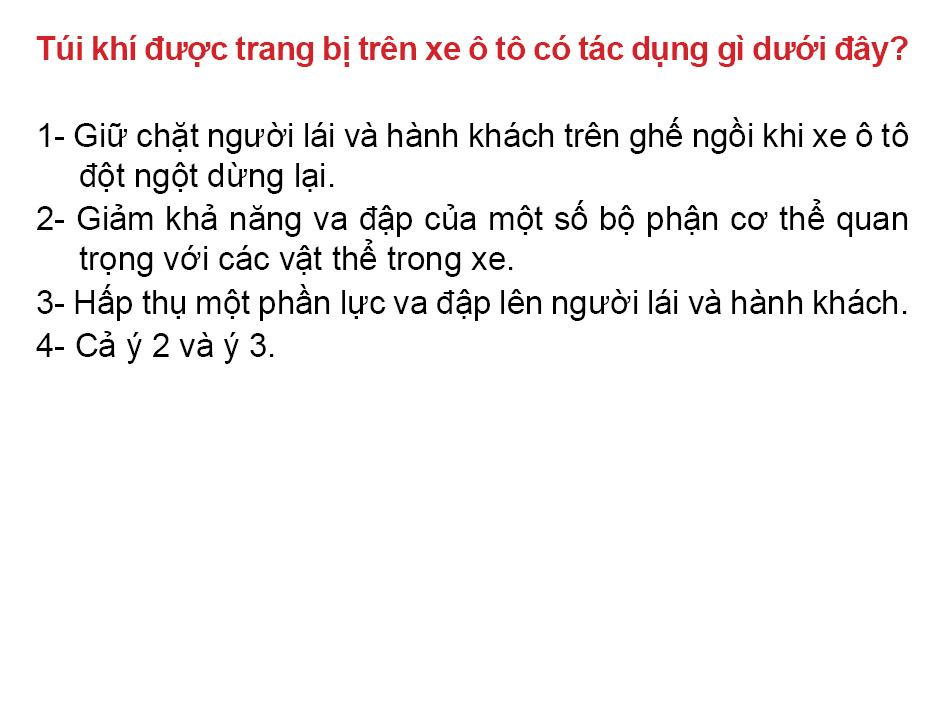 Túi khí được trang bị trên xe ô tô có tác dụng gì dưới đây?
1- Giữ chặt người lái và hành khách trên ghế ngồi khi xe ô tô
đột ngột dừng lại.
2- Giảm khả năng va đập của một số bộ phận cơ thể quan
trọng với các vật thể trong xe.
3- Hấp thụ một phần lực va đập lên người lái và hành khách.
4- Cả ý 2 và ý 3.